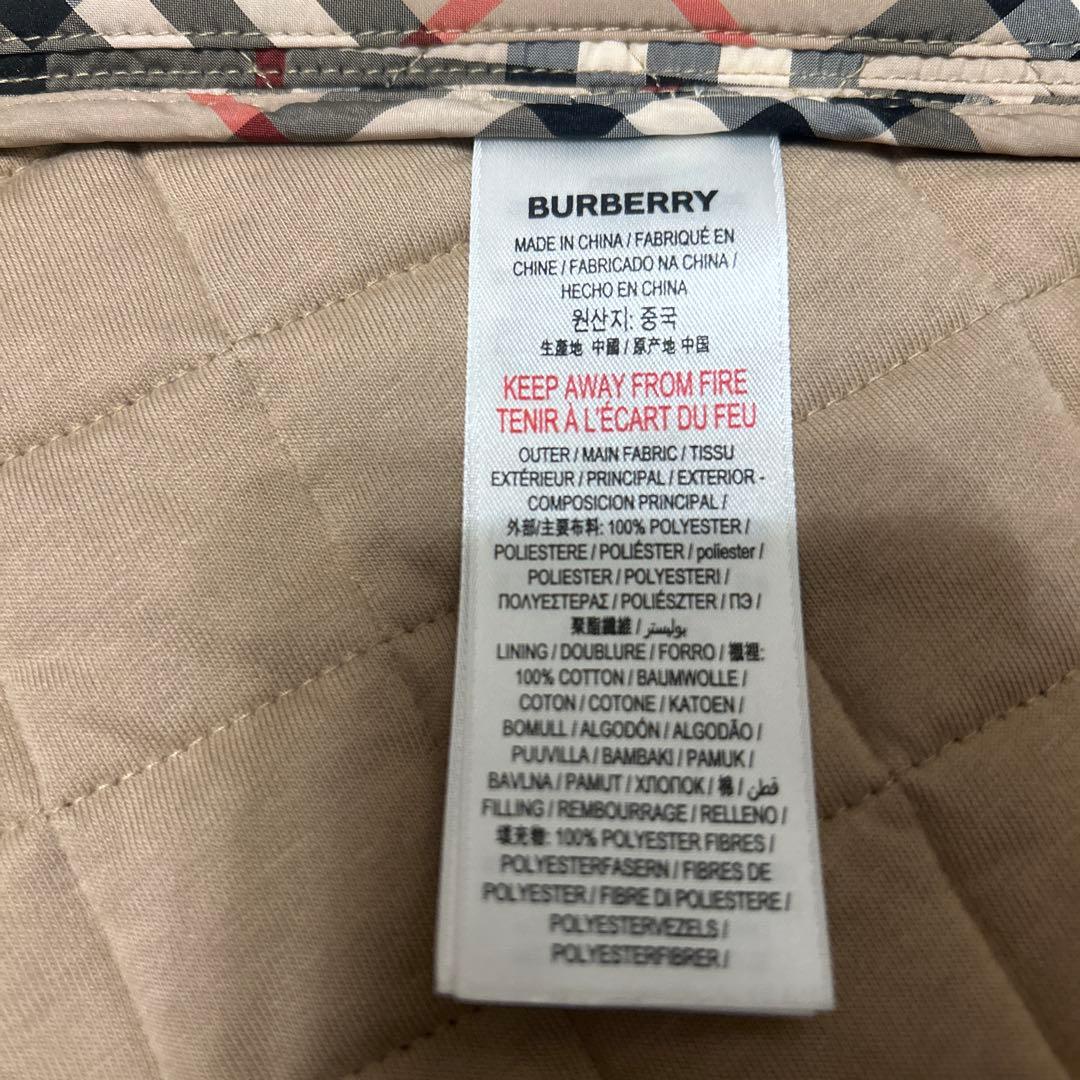 BURBERRY
MADE IN CHINA / FABRIQUÉ EN
CHINE / FABRICADO NA CHINA /
HECHO EN CHINA
원산지: 중국
生產地 中國 / 原产地 中国
KEEP AWAY FROM FIRE
TENIR À L'ÉCART DU FEU
OUTER / MAIN FABRIC / TISSU
EXTÉRIEUR / PRINCIPAL / EXTERIOR -
COMPOSICION PRINCIPAL /
外部/主要布料: 100% POLYESTER /
POLIESTERE / POLIÉSTER / poliester /
POLIESTER / POLYESTERI /
ΠΟΛΥΕΣΤΕΡΑΣ / POLIÉSZTER / ПЭ /
聚酯纖維 / بوليستر
LINING / DOUBLURE / FORRO / 襯裡:
100% COTTON / BAUMWOLLE /
COTON / COTONE / KATOEN /
BOMULL / ALGODÓN / ALGODÃO /
PUUVILLA / BAMBAKI / PAMUK /
BAVLNA / PAMUT / ХЛОПОК / 棉 / قطن /
FILLING / REMBOURRAGE / RELLENO /
填充物: 100% POLYESTER FIBRES /
POLYESTERFASERN / FIBRES DE
POLYESTER / FIBRE DI POLIESTERE /
POLYESTERVEZELS /
POLYESTERFIBRER /